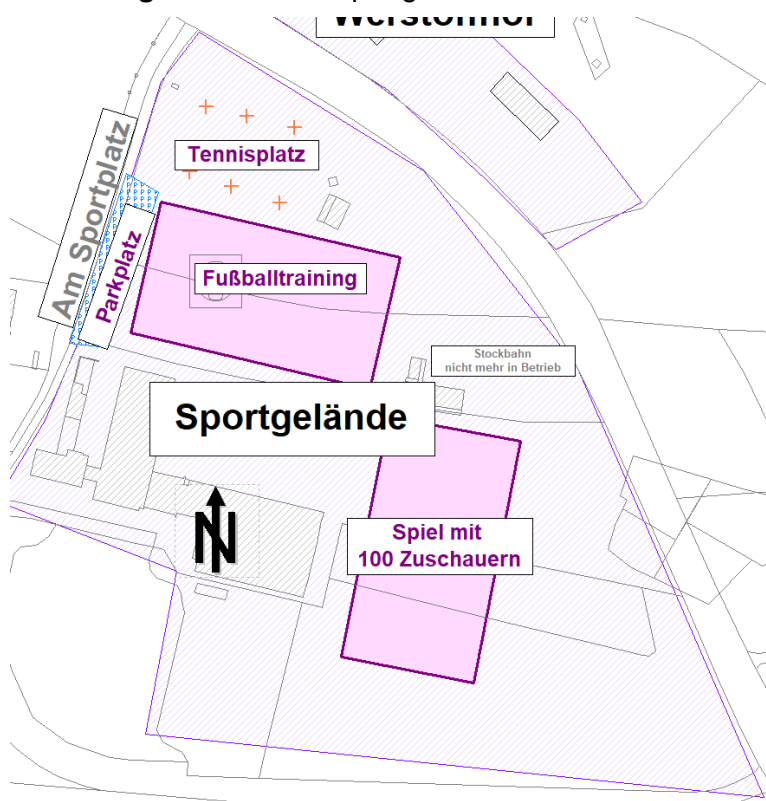 Tennisplatz
Am Sportplatz
Parkplatz
Fußballtraining
Stockbahn
nicht mehr in Betrieb
Sportgelände
N
Spiel mit
100 Zuschauern